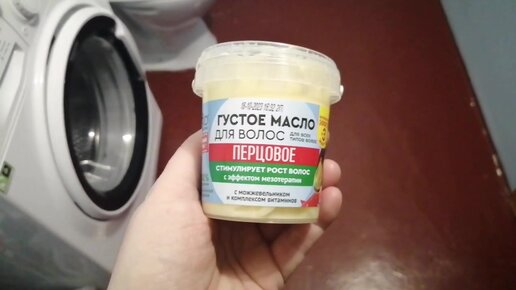 ГУСТОЕ МАСЛО
ДЛЯ ВОЛОС
ДЛЯ ВСЕХ
ТИПОВ ВОЛОС
ПЕРЦОВОЕ
СТИМУЛИРУЕТ РОСТ ВОЛОС
с эффектом мезотерапии
с можжевельником
и комплексом витаминов